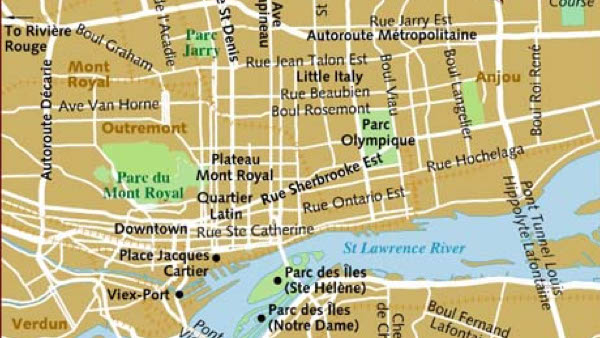 Course
To Rivière
Rouge
Boul Graham
de l'Acadie
Parc
Jarry
St Denis
Papineau
Ave
St
Rue Jarry Est
Autoroute Métropolitaine
Mont
Royal
Rue Jean Talon Est
Little Italy
Rue Beaubien
Boul Rosemont
Boul Viau
Boul Langelier
Anjou
Boul Roi René
Autoroute Décarie
Ave Van Horne
Outremont
Parc
Olympique
Parc du
Mont Royal
Plateau
Mont Royal
Rue Sherbrooke Est
Rue Hochelaga
Quartier
Latin
Rue Ontario Est
Downtown
Rue Ste Catherine
Pont Tunnel Louis
Hippolyte Lafontaine
St Lawrence River
Place Jacques
Cartier
Parc des Îles
(Ste Hélène)
Viex-Port
Parc des Îles
(Notre Dame)
Verdun
Pont
Boul Fernand
Lafontaine